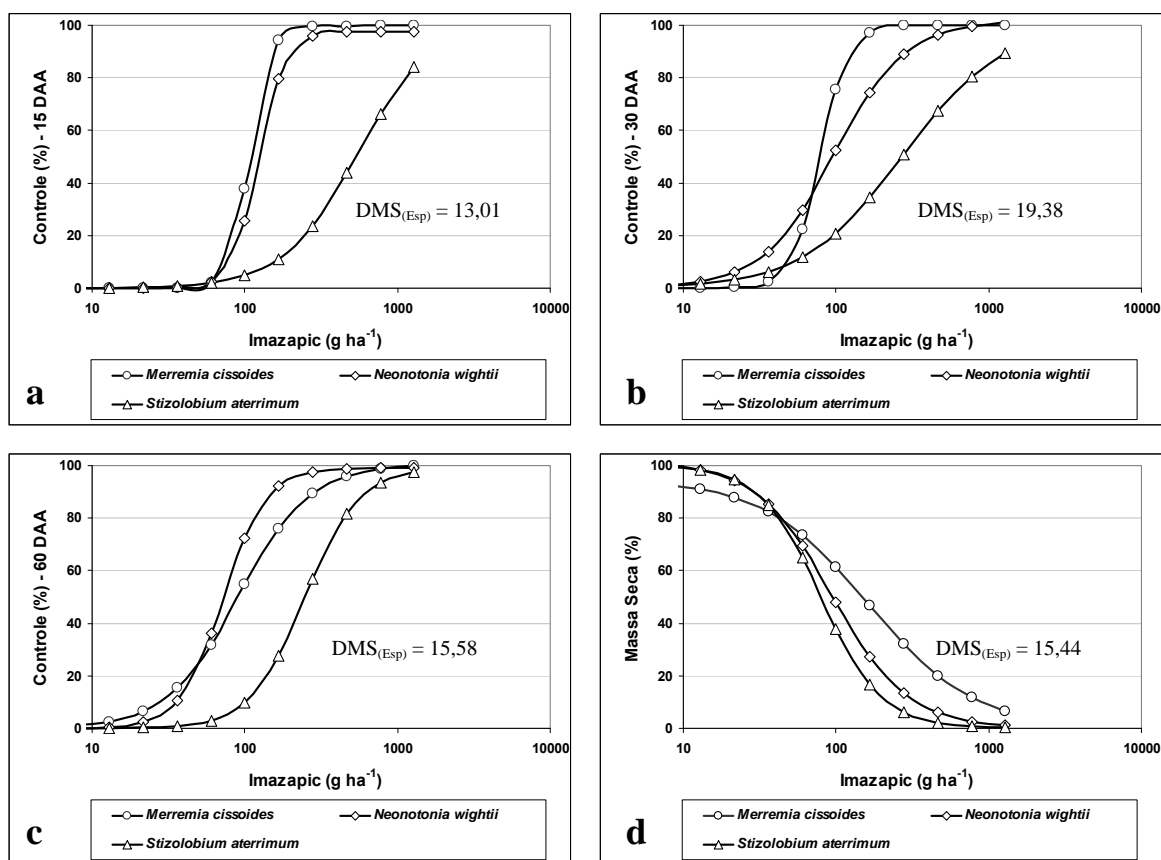 Controle (%) - 15 DAA
100
80
60
40
20
0
DMS(Esp) = 13,01
10 100 1000 10000
Imazapic (g ha-1)
Merremia cissoides Neonotonia wightii
Stizolobium aterrimum
a
Controle (%) - 30 DAA
100
80
60
40
20
0
DMS(Esp) = 19,38
10 100 1000 10000
Imazapic (g ha-1)
Merremia cissoides Neonotonia wightii
Stizolobium aterrimum
b
Controle (%) - 60 DAA
100
80
60
40
20
0
DMS(Esp) = 15,58
10 100 1000 10000
Imazapic (g ha-1)
Merremia cissoides Neonotonia wightii
Stizolobium aterrimum
c
Massa Seca (%)
100
80
60
40
20
0
DMS(Esp) = 15,44
10 100 1000 10000
Imazapic (g ha-1)
Merremia cissoides Neonotonia wightii
Stizolobium aterrimum
d